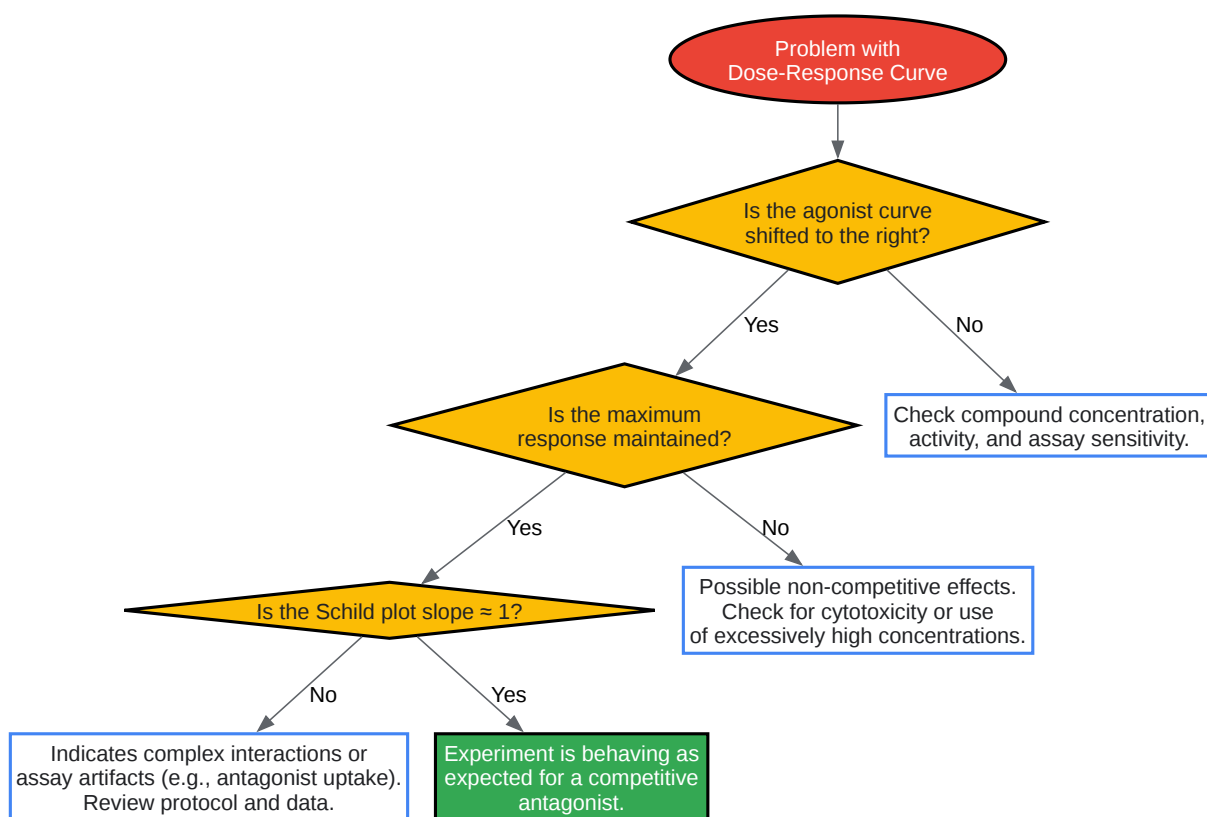 Problem with
Dose-Response Curve
Is the agonist curve
shifted to the right?
Yes
No
Is the maximum
response maintained?
Check compound concentration,
activity, and assay sensitivity.
Yes
No
Is the Schild plot slope ≈ 1?
Possible non-competitive effects.
Check for cytotoxicity or use
of excessively high concentrations.
No
Yes
Indicates complex interactions or
assay artifacts (e.g., antagonist uptake).
Review protocol and data.
Experiment is behaving as
expected for a competitive
antagonist.